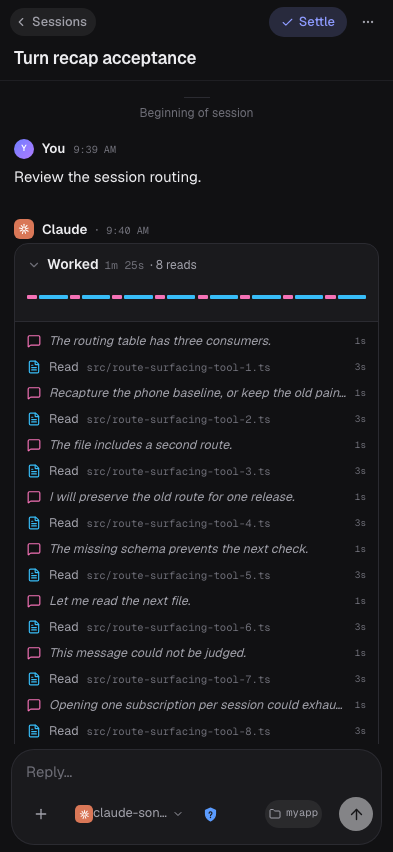 Sessions
Settle
Turn recap acceptance
Beginning of session
Y You 9:39 AM
Review the session routing.
Claude · 9:40 AM
Worked 1m 25s · 8 reads
The routing table has three consumers. 1s
Read src/route-surfacing-tool-1.ts 3s
Recapture the phone baseline, or keep the old pain… 1s
Read src/route-surfacing-tool-2.ts 3s
The file includes a second route. 1s
Read src/route-surfacing-tool-3.ts 3s
I will preserve the old route for one release. 1s
Read src/route-surfacing-tool-4.ts 3s
The missing schema prevents the next check. 1s
Read src/route-surfacing-tool-5.ts 3s
Let me read the next file. 1s
Read src/route-surfacing-tool-6.ts 3s
This message could not be judged. 1s
Read src/route-surfacing-tool-7.ts 3s
Opening one subscription per session could exhau… 1s
Read src/route-surfacing-tool-8.ts 3s
Reply…
claude-son… ? myapp